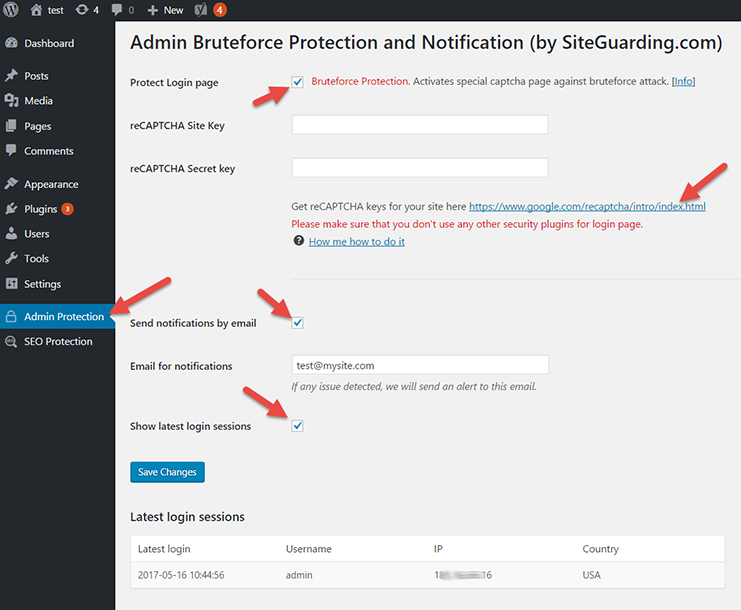 test 4 0 + New 4
Dashboard
Posts
Media
Pages
Comments
Appearance
Plugins 3
Users
Tools
Settings
Admin Protection
SEO Protection
Admin Bruteforce Protection and Notification (by SiteGuarding.com)
Protect Login page Bruteforce Protection. Activates special captcha page against bruteforce attack. [Info]
reCAPTCHA Site Key
reCAPTCHA Secret key
Get reCAPTCHA keys for your site here https://www.google.com/recaptcha/intro/index.html
Please make sure that you don't use any other security plugins for login page.
? How me how to do it
Send notifications by email
Email for notifications test@mysite.com
If any issue detected, we will send an alert to this email.
Show latest login sessions
Save Changes
Latest login sessions
Latest login Username IP Country
2017-05-16 10:44:56 admin USA